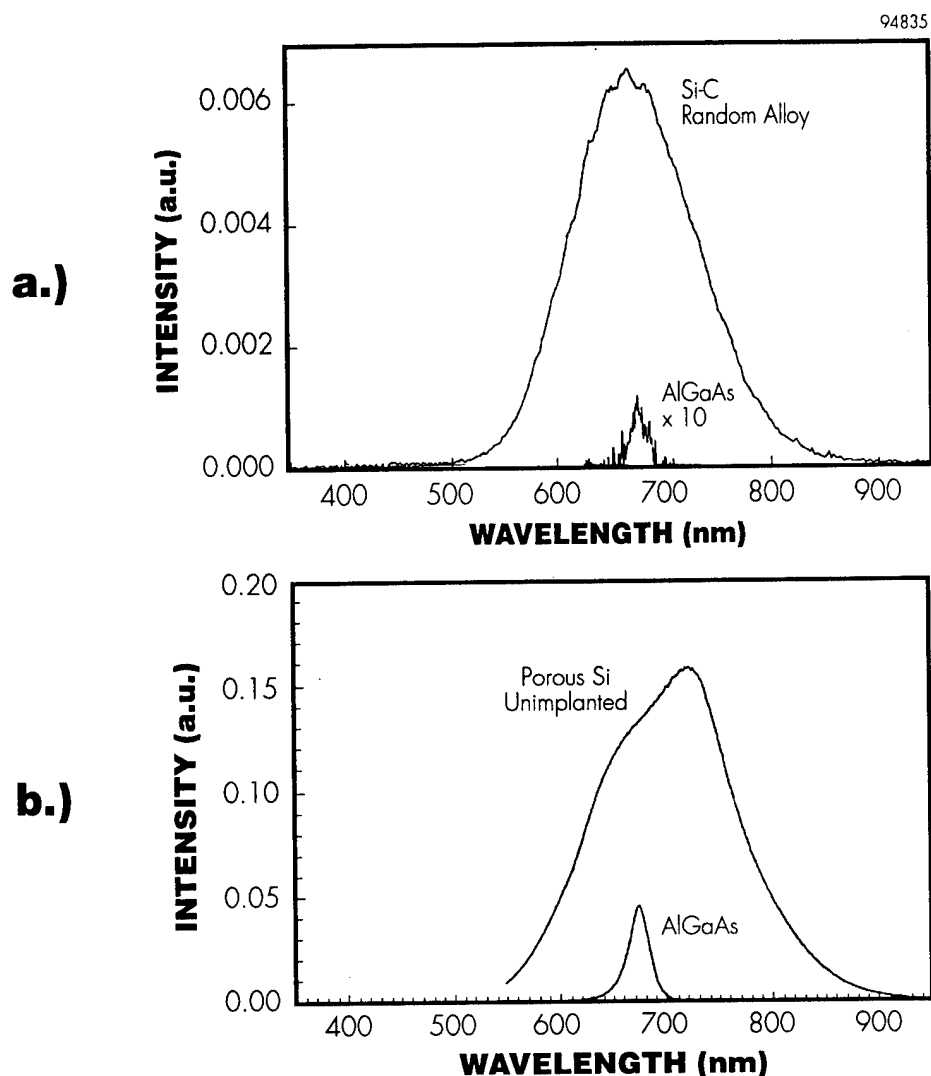 94835
a.)
INTENSITY (a.u.)
0.006
0.004
0.002
0.000
Si-C
Random Alloy
AlGaAs
x 10
400 500 600 700 800 900
WAVELENGTH (nm)
b.)
INTENSITY (a.u.)
0.20
0.15
0.10
0.05
0.00
Porous Si
Unimplanted
AlGaAs
400 500 600 700 800 900
WAVELENGTH (nm)